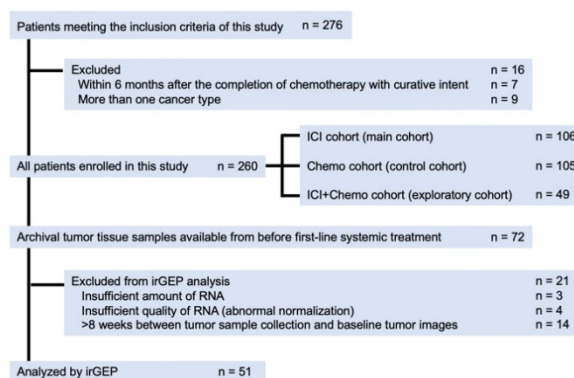 Patients meeting the inclusion criteria of this study n = 276
Excluded n = 16
Within 6 months after the completion of chemotherapy with curative intent n = 7
More than one cancer type n = 9
ICI cohort (main cohort) n = 106
All patients enrolled in this study n = 260
Chemo cohort (control cohort) n = 105
ICI+Chemo cohort (exploratory cohort) n = 49
Archival tumor tissue samples available from before first-line systemic treatment n = 72
Excluded from irGEP analysis n = 21
Insufficient amount of RNA n = 3
Insufficient quality of RNA (abnormal normalization) n = 4
>8 weeks between tumor sample collection and baseline tumor images n = 14
Analyzed by irGEP n = 51